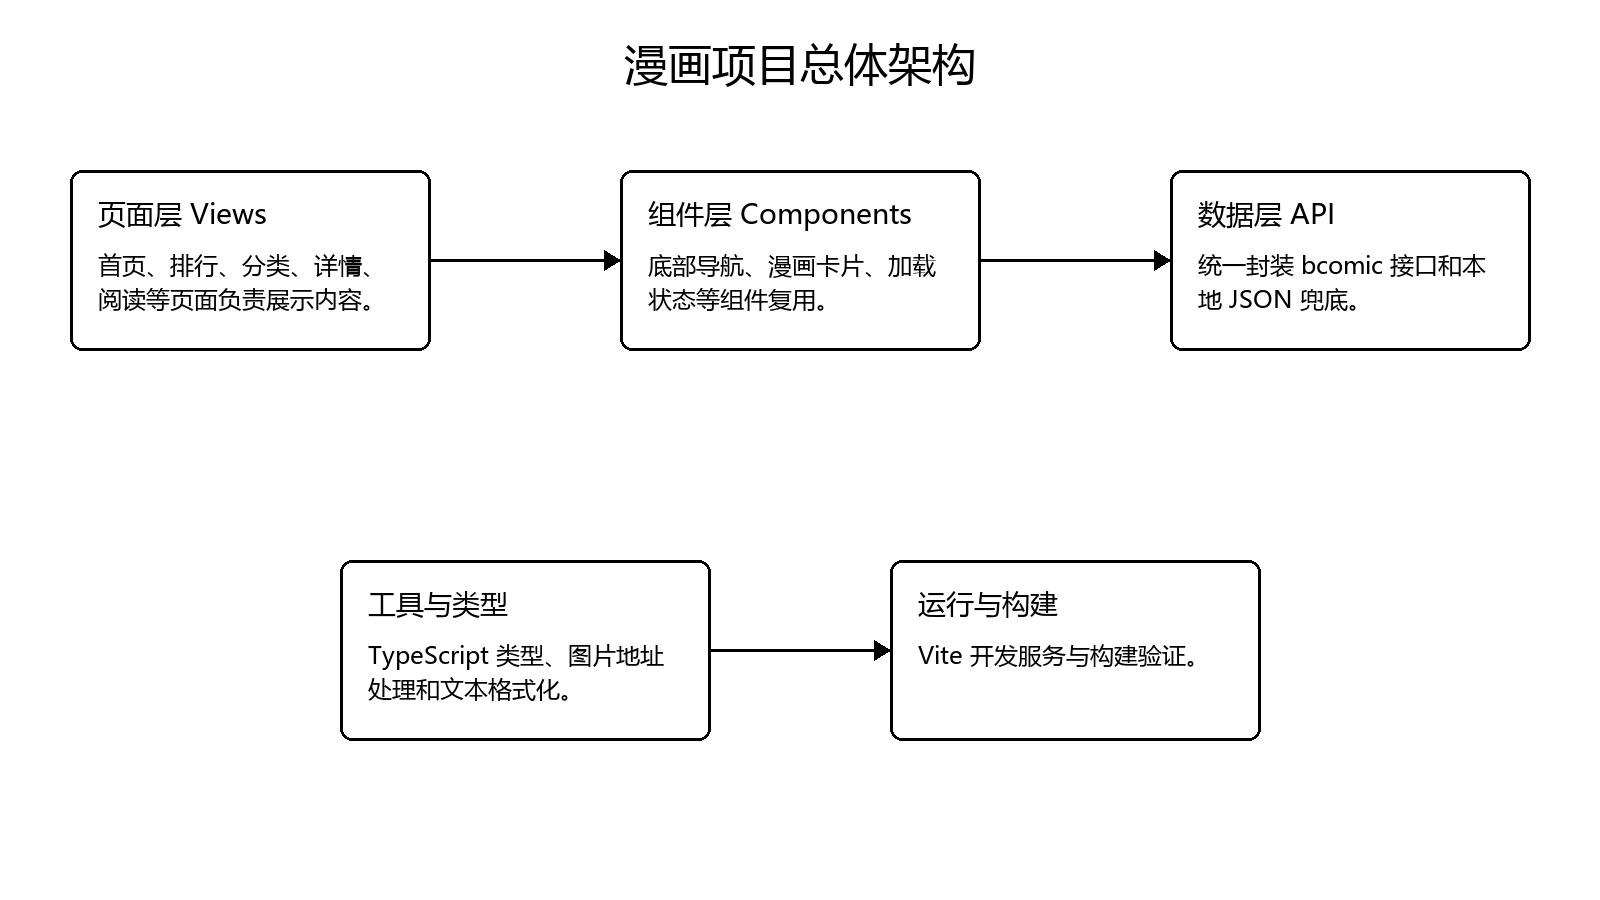 漫画项目总体架构
页面层 Views
首页、排行、分类、详情、
阅读等页面负责展示内容。
组件层 Components
底部导航、漫画卡片、加载
状态等组件复用。
数据层 API
统一封装 bcomic 接口和本
地 JSON 兜底。
工具与类型
TypeScript 类型、图片地址
处理和文本格式化。
运行与构建
Vite 开发服务与构建验证。